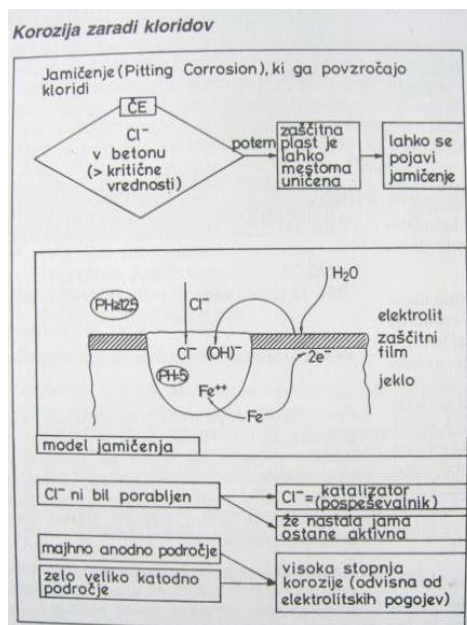 Korozija zaradi kloridov
Jamičenje (Pitting Corrosion), ki ga povzročajo
kloridi
ČE
Cl⁻
v betonu
(> kritične
vrednosti)
potem
zaščitna
plast je
lahko
mestoma
uničena
lahko se
pojavi
jamičenje
H₂O
PH≥12.5
Cl⁻
elektrolit
zaščitni
film
Cl⁻ (OH)⁻
2e⁻
PH≈5
jeklo
Fe⁺⁺
Fe
model jamičenja
Cl⁻ ni bil porabljen
Cl⁻= katalizator
(pospeševalnik)
že nastala jama
ostane aktivna
majhno anodno področje
zelo veliko katodno
področje
visoka stopnja
korozije (odvisna od
elektrolitskih pogojev)